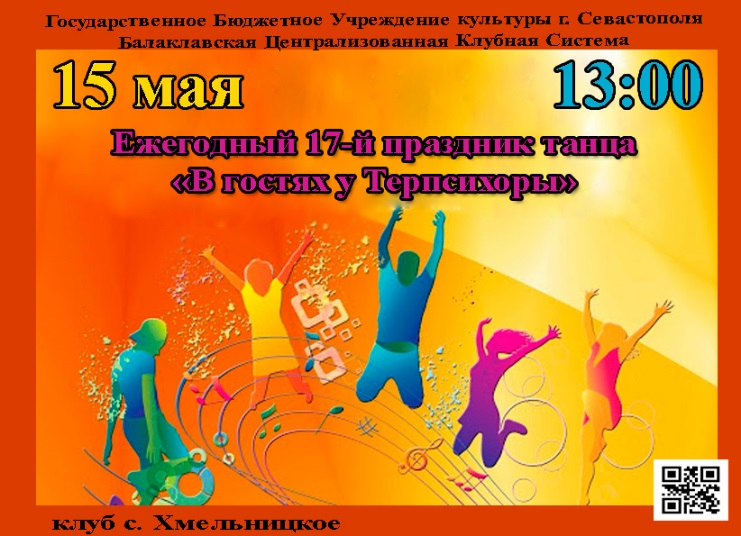 Государственное Бюджетное Учреждение культуры г. Севастополя
Балаклавская Централизованная Клубная Система
15 мая 13:00
Ежегодный 17-й праздник танца
«В гостях у Терпсихоры»
клуб с. Хмельницкое